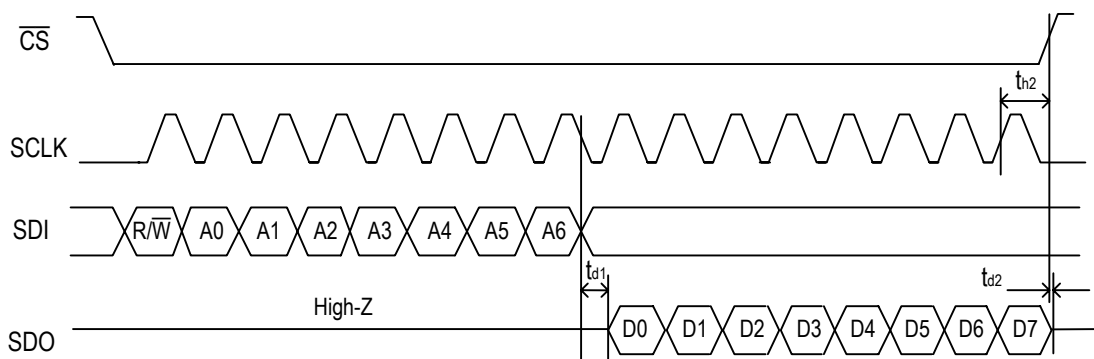 C̅S̅
th2
SCLK
SDI R/W̅ A0 A1 A2 A3 A4 A5 A6
td1 td2
High-Z
SDO D0 D1 D2 D3 D4 D5 D6 D7